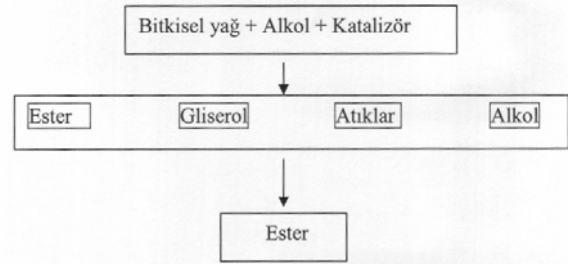 Bitkisel yağ + Alkol + Katalizör
Ester Gliserol Atıklar Alkol
Ester